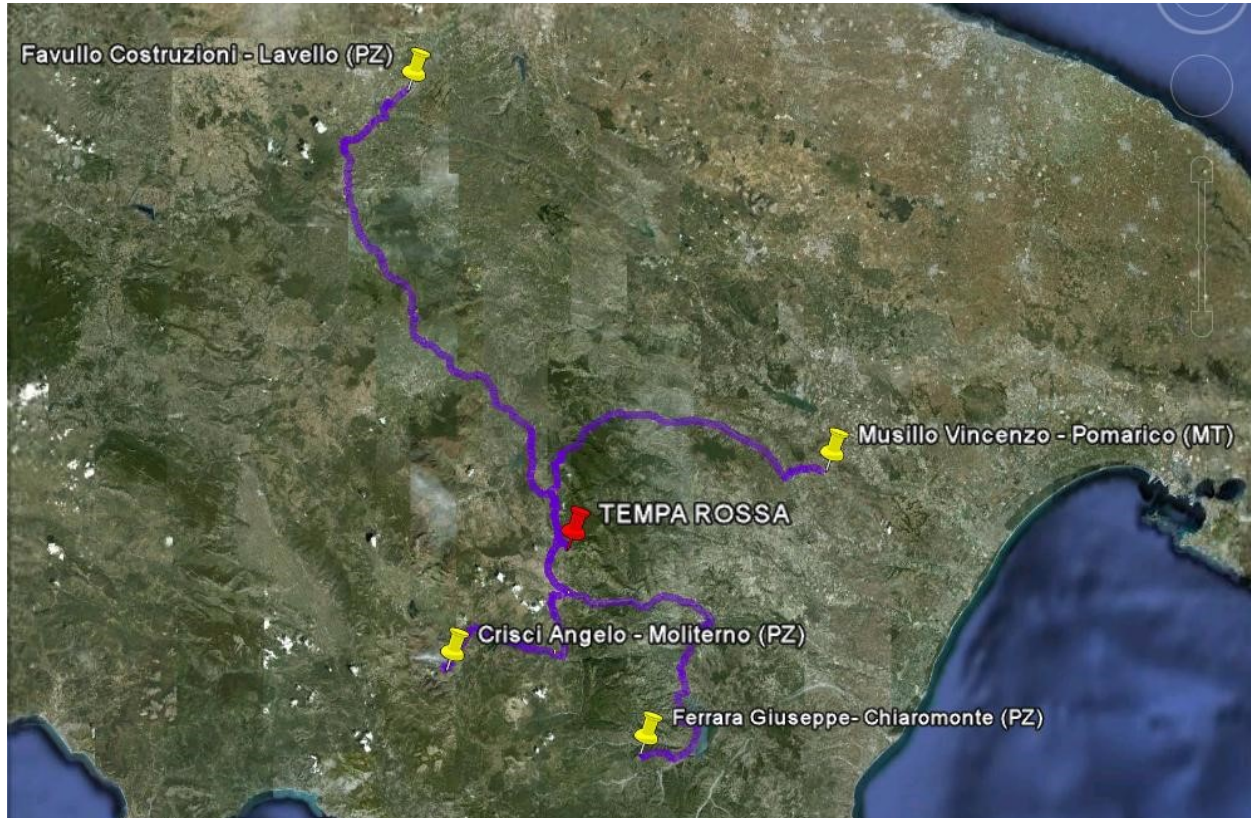 Favullo Costruzioni - Lavello (PZ)
Musillo Vincenzo - Pomarico (MT)
TEMPA ROSSA
Crisci Angelo - Moliterno (PZ)
Ferrara Giuseppe- Chiaromonte (PZ)